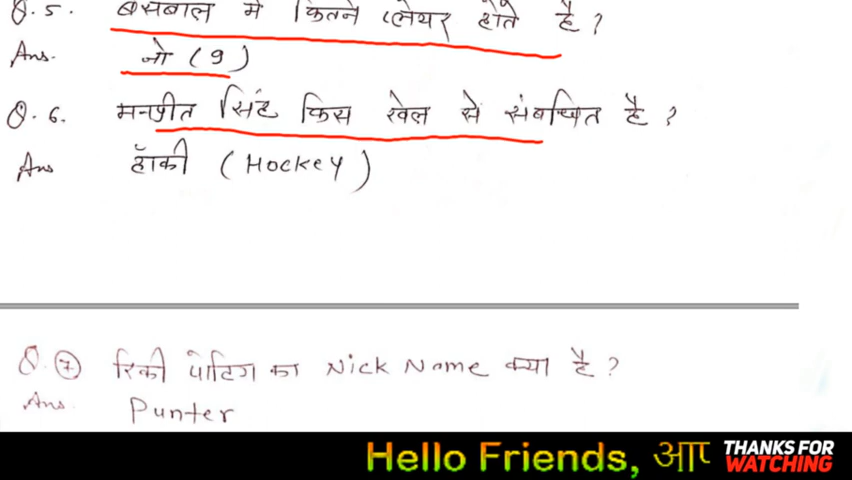 Q.5. बेसबाल में कितने प्लेयर होते है ?
Ans. नो (9)
Q.6. मनप्रीत सिंह किस खेल से संबधित है ?
Ans हॉकी (Hockey)
Q. 7 रिकी पोटिंग का Nick Name क्या है ?
Ans. Punter
Hello Friends, आप
THANKS FOR
WATCHING